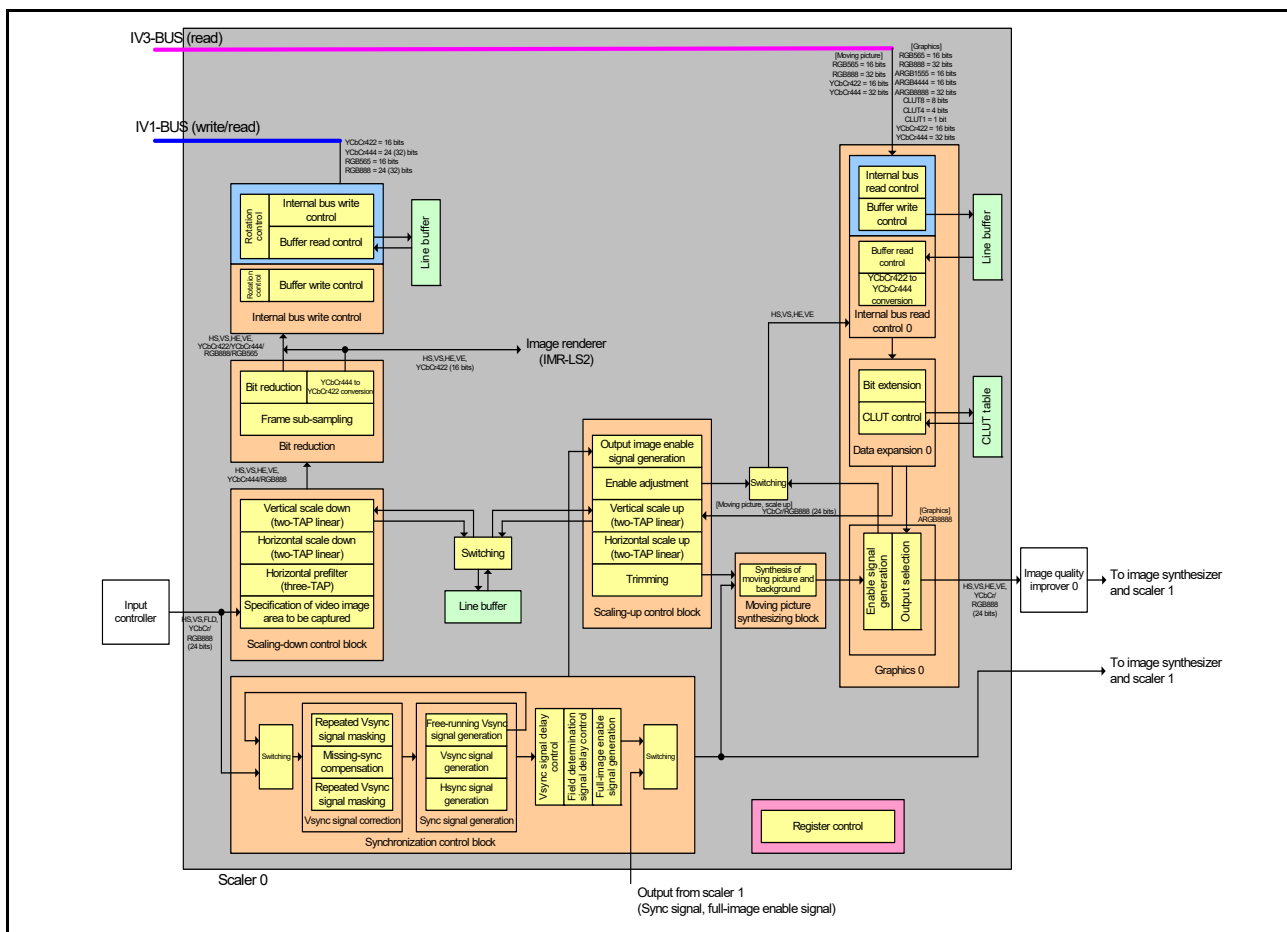 IV3-BUS (read)
[Moving picture]
RGB565 = 16 bits
RGB888 = 32 bits
YCbCr422 = 16 bits
YCbCr444 = 32 bits
[Graphics]
RGB565 = 16 bits
RGB888 = 32 bits
ARGB1555 = 16 bits
ARGB4444 = 16 bits
ARGB8888 = 32 bits
CLUT8 = 8 bits
CLUT4 = 4 bits
CLUT1 = 1 bit
YCbCr422 = 16 bits
YCbCr444 = 32 bits
IV1-BUS (write/read)
YCbCr422 = 16 bits
YCbCr444 = 24 (32) bits
RGB565 = 16 bits
RGB888 = 24 (32) bits
Rotation
control
Internal bus write
control
Buffer read control
Line buffer
Rotation
control
Buffer write control
Internal bus write control
Internal bus
read control
Buffer write
control
Line buffer
Buffer read
control
YCbCr422 to
YCbCr444
conversion
Internal bus read
control 0
HS,VS,HE,VE
HS,VS,HE,VE,
YCbCr422/YCbCr444/
RGB888/RGB565
Image renderer
(IMR-LS2)
HS,VS,HE,VE,
YCbCr422 (16 bits)
Bit reduction
YCbCr444 to
YCbCr422 conversion
Frame sub-sampling
Bit reduction
Bit extension
CLUT control
CLUT table
Data expansion 0
HS,VS,HE,VE,
YCbCr444/RGB888
Output image enable
signal generation
Enable adjustment
Switching
[Moving picture, scale up]
YCbCr/RGB888 (24 bits)
Vertical scale up
(two-TAP linear)
Horizontal scale up
(two-TAP linear)
Trimming
Scaling-up control block
[Graphics]
ARGB8888
Vertical scale down
(two-TAP linear)
Horizontal scale down
(two-TAP linear)
Horizontal prefilter
(three-TAP)
Specification of video image
area to be captured
Scaling-down control block
Switching
Line buffer
Input
controller
HS,VS,FLD,
YCbCr/
RGB888
(24 bits)
Synthesis of
moving picture and
background
Moving picture
synthesizing block
Enable signal
generation
Output selection
Graphics 0
HS,VS,HE,VE,
YCbCr/
RGB888
(24 bits)
Image quality
improver 0
To image synthesizer
and scaler 1
To image synthesizer
and scaler 1
Switching
Repeated Vsync
signal masking
Missing-sync
compensation
Repeated Vsync
signal masking
Vsync signal correction
Free-running Vsync
signal generation
Vsync signal
generation
Hsync signal
generation
Sync signal generation
Vsync signal delay
control
Field determination
signal delay control
Full-image enable
signal generation
Switching
Synchronization control block
Register control
Scaler 0
Output from scaler 1
(Sync signal, full-image enable signal)